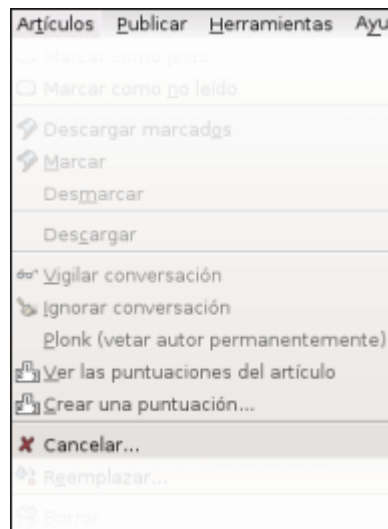 Artículos Publicar Herramientas Ayu
Marcar como leído
Marcar como no leído
Descargar marcados
Marcar
Desmarcar
Descargar
Vigilar conversación
Ignorar conversación
Plonk (vetar autor permanentemente)
Ver las puntuaciones del artículo
Crear una puntuación...
Cancelar...
Reemplazar...
Borrar